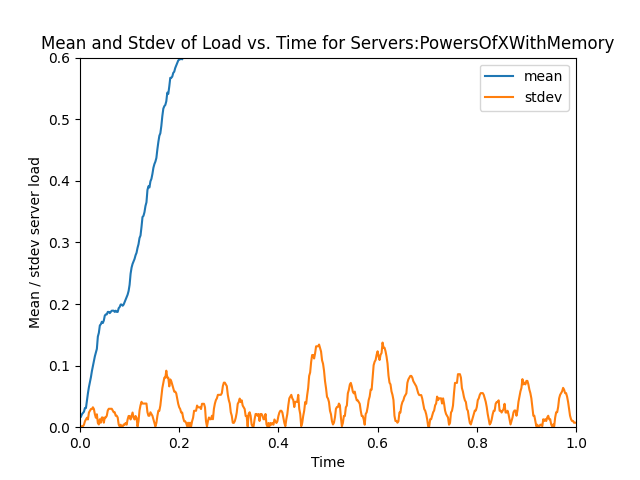 Mean and Stdev of Load vs. Time for Servers:PowersOfXWithMemory
mean
stdev
Mean / stdev server load
0.6
0.5
0.4
0.3
0.2
0.1
0.0
0.0 0.2 0.4 0.6 0.8 1.0
Time